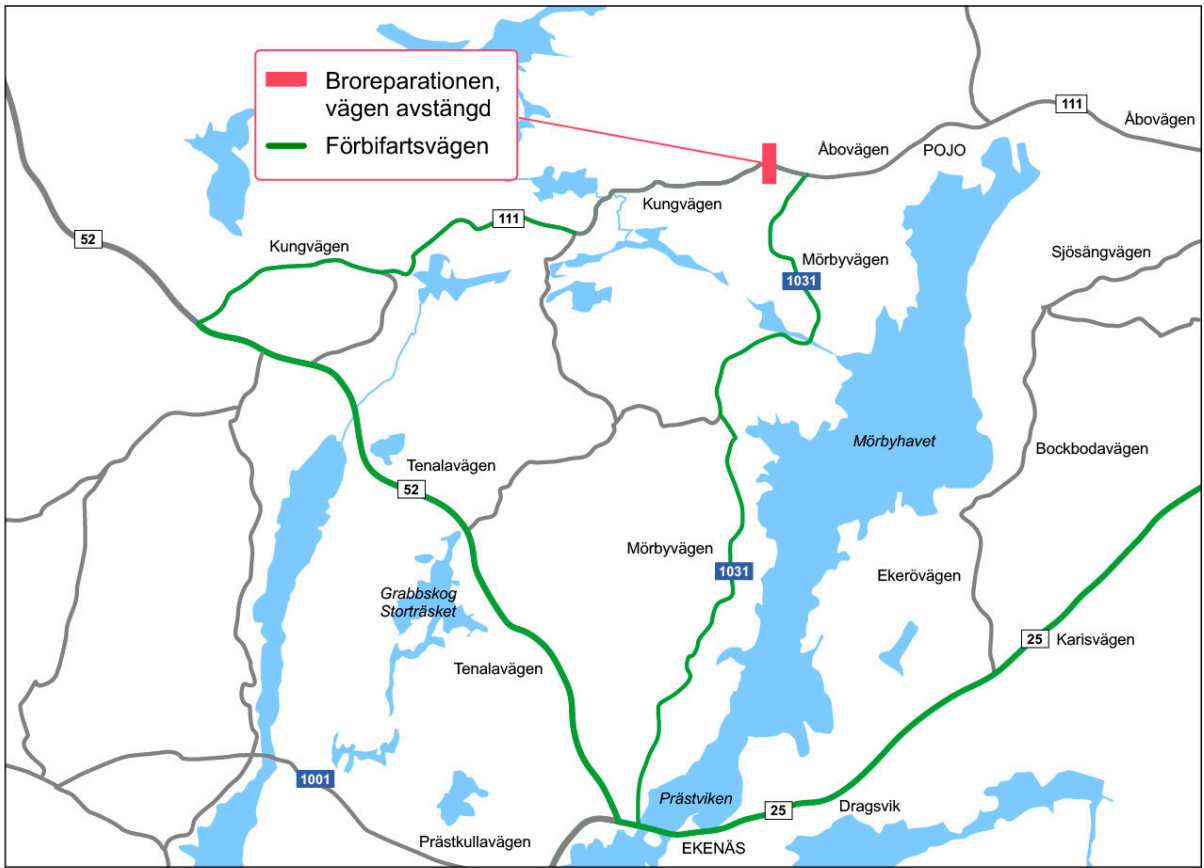 Broreparationen,
vägen avstängd
Förbifartsvägen
111
Åbovägen
Åbovägen
POJO
Kungvägen
111
52
Kungvägen
Sjösängvägen
Mörbyvägen
1031
Mörbyhavet
Bockbodavägen
Tenalavägen
52
Mörbyvägen
1031
Ekerövägen
Grabbskog
Storträsket
25
Karisvägen
Tenalavägen
1001
Prästviken
25
Dragsvik
Prästkullavägen
EKENÄS